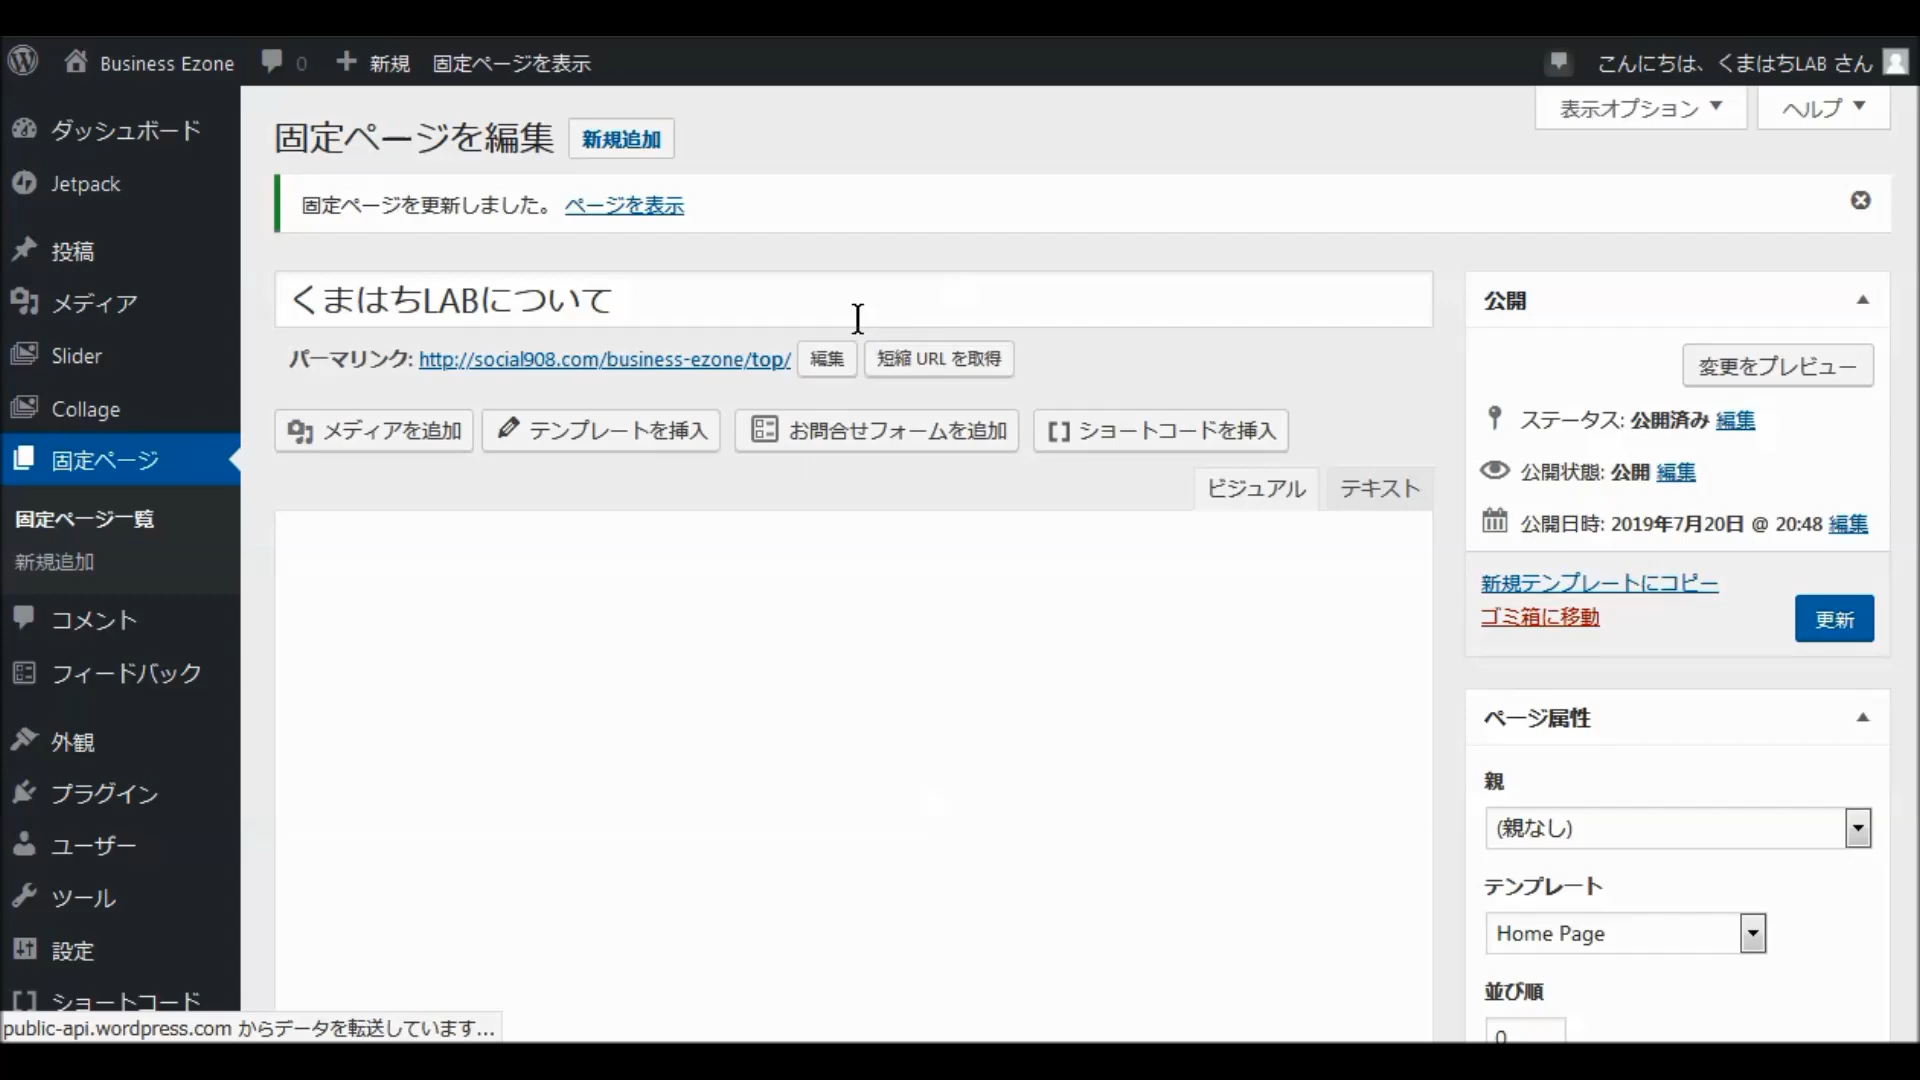 Business Ezone 0 新規 固定ページを表示 こんにちは、くまはちLAB さん
表示オプション ヘルプ
ダッシュボード
Jetpack
投稿
メディア
Slider
Collage
固定ページ
固定ページ一覧
新規追加
コメント
フィードバック
外観
プラグイン
ユーザー
ツール
設定
ショートコード
固定ページを編集 新規追加
固定ページを更新しました。 ページを表示
くまはちLABについて
パーマリンク: http://social908.com/business-ezone/top/ 編集 短縮 URL を取得
メディアを追加 テンプレートを挿入 お問合せフォームを追加 ショートコードを挿入
ビジュアル テキスト
公開
変更をプレビュー
ステータス: 公開済み 編集
公開状態: 公開 編集
公開日時: 2019年7月20日 @ 20:48 編集
新規テンプレートにコピー
ゴミ箱に移動
更新
ページ属性
親
(親なし)
テンプレート
Home Page
並び順
0
public-api.wordpress.com からデータを転送しています...